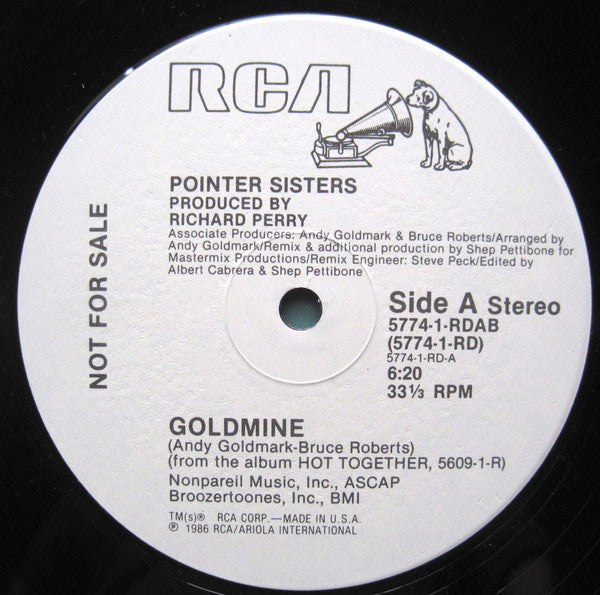 RCA
NOT FOR SALE
POINTER SISTERS
PRODUCED BY
RICHARD PERRY
Associate Producers: Andy Goldmark & Bruce Roberts/Arranged by
Andy Goldmark/Remix & additional production by Shep Pettibone for
Mastermix Productions/Remix Engineer: Steve Peck/Edited by
Albert Cabrera & Shep Pettibone
Side A Stereo
5774-1-RDAB
(5774-1-RD)
5774-1-RD-A
6:20
33⅓ RPM
GOLDMINE
(Andy Goldmark-Bruce Roberts)
(from the album HOT TOGETHER, 5609-1-R)
Nonpareil Music, Inc., ASCAP
Broozertoones, Inc., BMI
TM(s)® RCA CORP.—MADE IN U.S.A.
℗ 1986 RCA/ARIOLA INTERNATIONAL